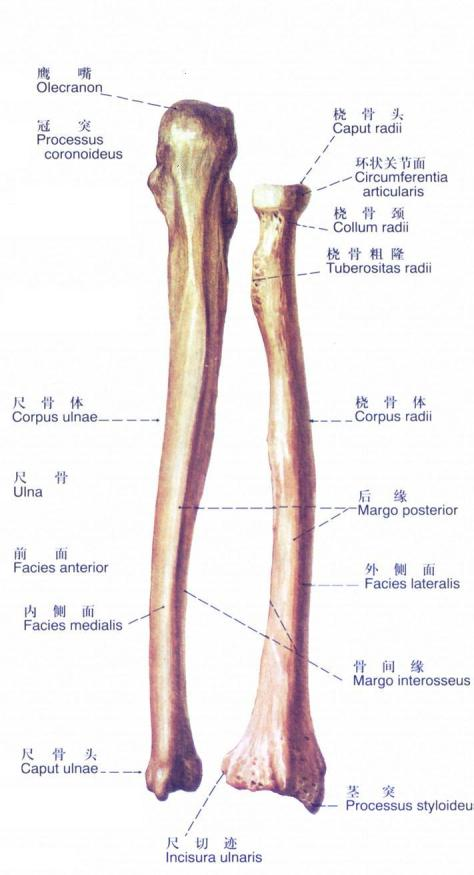 鹰 嘴
Olecranon
冠 突
Processus
coronoideus
桡 骨 头
Caput radii
环状关节面
Circumferentia
articularis
桡 骨 颈
Collum radii
桡 骨 粗 隆
Tuberositas radii
尺 骨 体
Corpus ulnae
桡 骨 体
Corpus radii
尺 骨
Ulna
后 缘
Margo posterior
前 面
Facies anterior
外 侧 面
Facies lateralis
内 侧 面
Facies medialis
骨 间 缘
Margo interosseus
尺 骨 头
Caput ulnae
茎 突
Processus styloideu
尺 切 迹
Incisura ulnaris